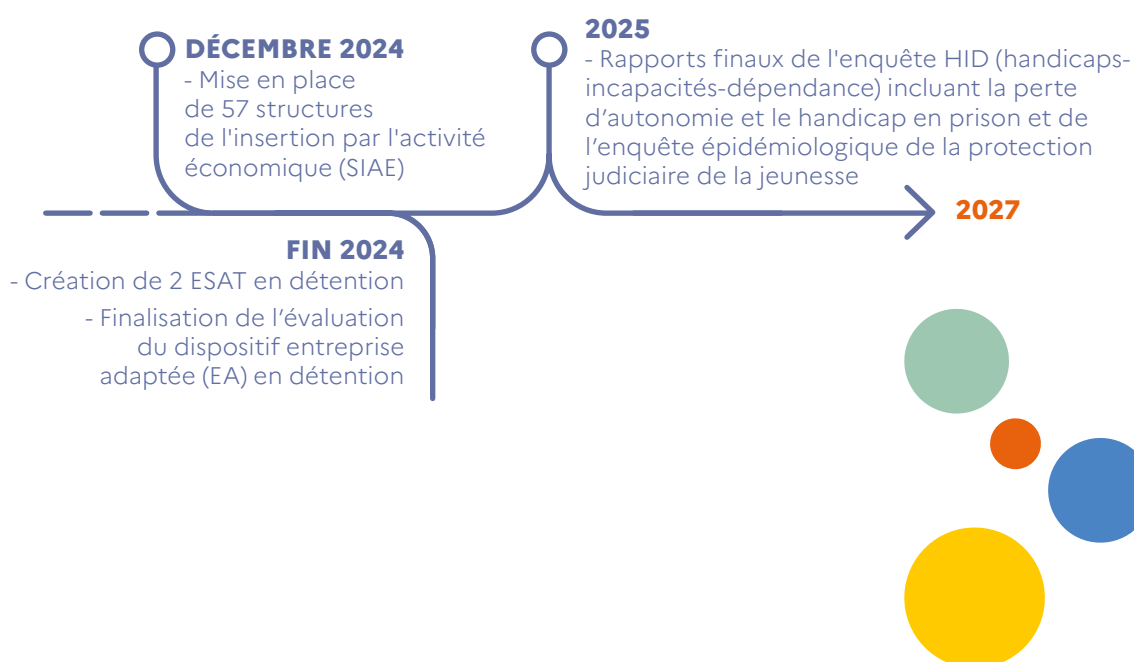 DÉCEMBRE 2024
- Mise en place
de 57 structures
de l'insertion par l'activité
économique (SIAE)
2025
- Rapports finaux de l'enquête HID (handicaps-
incapacités-dépendance) incluant la perte
d’autonomie et le handicap en prison et de
l’enquête épidémiologique de la protection
judiciaire de la jeunesse
2027
FIN 2024
- Création de 2 ESAT en détention
- Finalisation de l’évaluation
du dispositif entreprise
adaptée (EA) en détention